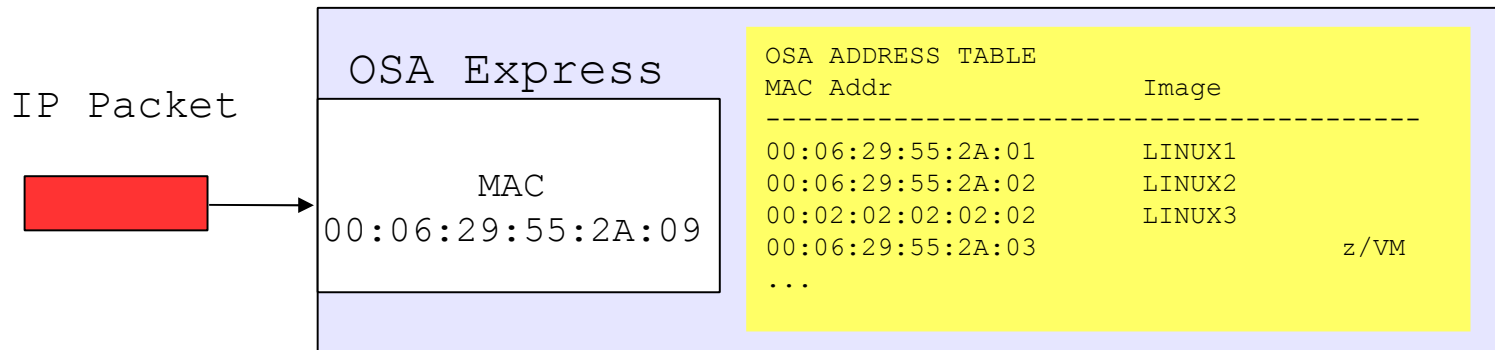 IP Packet
OSA Express
MAC
00:06:29:55:2A:09
OSA ADDRESS TABLE
MAC Addr Image
-----------------------------------------
00:06:29:55:2A:01 LINUX1
00:06:29:55:2A:02 LINUX2
00:02:02:02:02:02 LINUX3
00:06:29:55:2A:03 z/VM
...